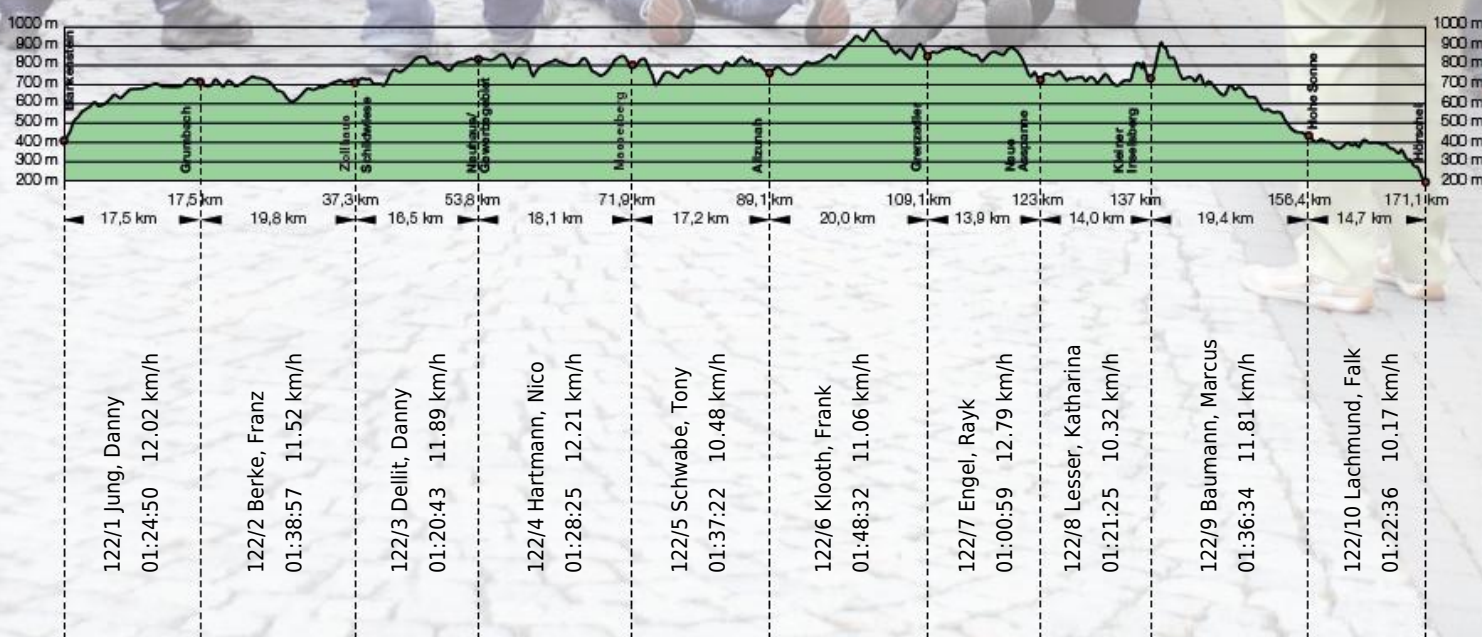 1000 m
900 m
800 m
700 m
600 m
500 m
400 m
300 m
200 m
1000 m
900 m
800 m
700 m
600 m
500 m
400 m
300 m
200 m
Blankenstein
Grumbach
Zollhaus
Schildwiese
Neuhaus/
Masserberg
Allzunah
Grenzadler
Neue
Ausspanne
Kleiner
Inselsberg
Hohe Sonne
Hörschel
17,5 km 37,3 km 53,8 km 71,9 km 89,1 km 109,1 km 123 km 137 km 156,4 km 171,1 km
17,5 km 19,8 km 16,5 km 18,1 km 17,2 km 20,0 km 13,9 km 14,0 km 19,4 km 14,7 km
122/1 Jung, Danny
01:24:50 12.02 km/h
122/2 Berke, Franz
01:38:57 11.52 km/h
122/3 Dellit, Danny
01:20:43 11.89 km/h
122/4 Hartmann, Nico
01:28:25 12.21 km/h
122/5 Schwabe, Tony
01:37:22 10.48 km/h
122/6 Klooth, Frank
01:48:32 11.06 km/h
122/7 Engel, Rayk
01:00:59 12.79 km/h
122/8 Lesser, Katharina
01:21:25 10.32 km/h
122/9 Baumann, Marcus
01:36:34 11.81 km/h
122/10 Lachmund, Falk
01:22:36 10.17 km/h